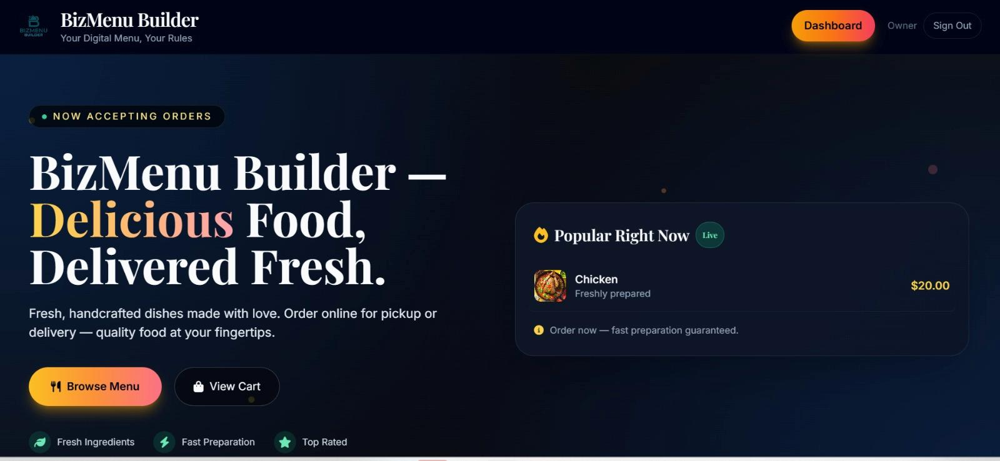 BIZMENU
BUILDER
BizMenu Builder
Your Digital Menu, Your Rules
Dashboard
Owner
Sign Out
NOW ACCEPTING ORDERS
BizMenu Builder —
Delicious Food,
Delivered Fresh.
Fresh, handcrafted dishes made with love. Order online for pickup or
delivery — quality food at your fingertips.
Browse Menu
View Cart
Fresh Ingredients
Fast Preparation
Top Rated
Popular Right Now
Live
Chicken
Freshly prepared
$20.00
Order now — fast preparation guaranteed.